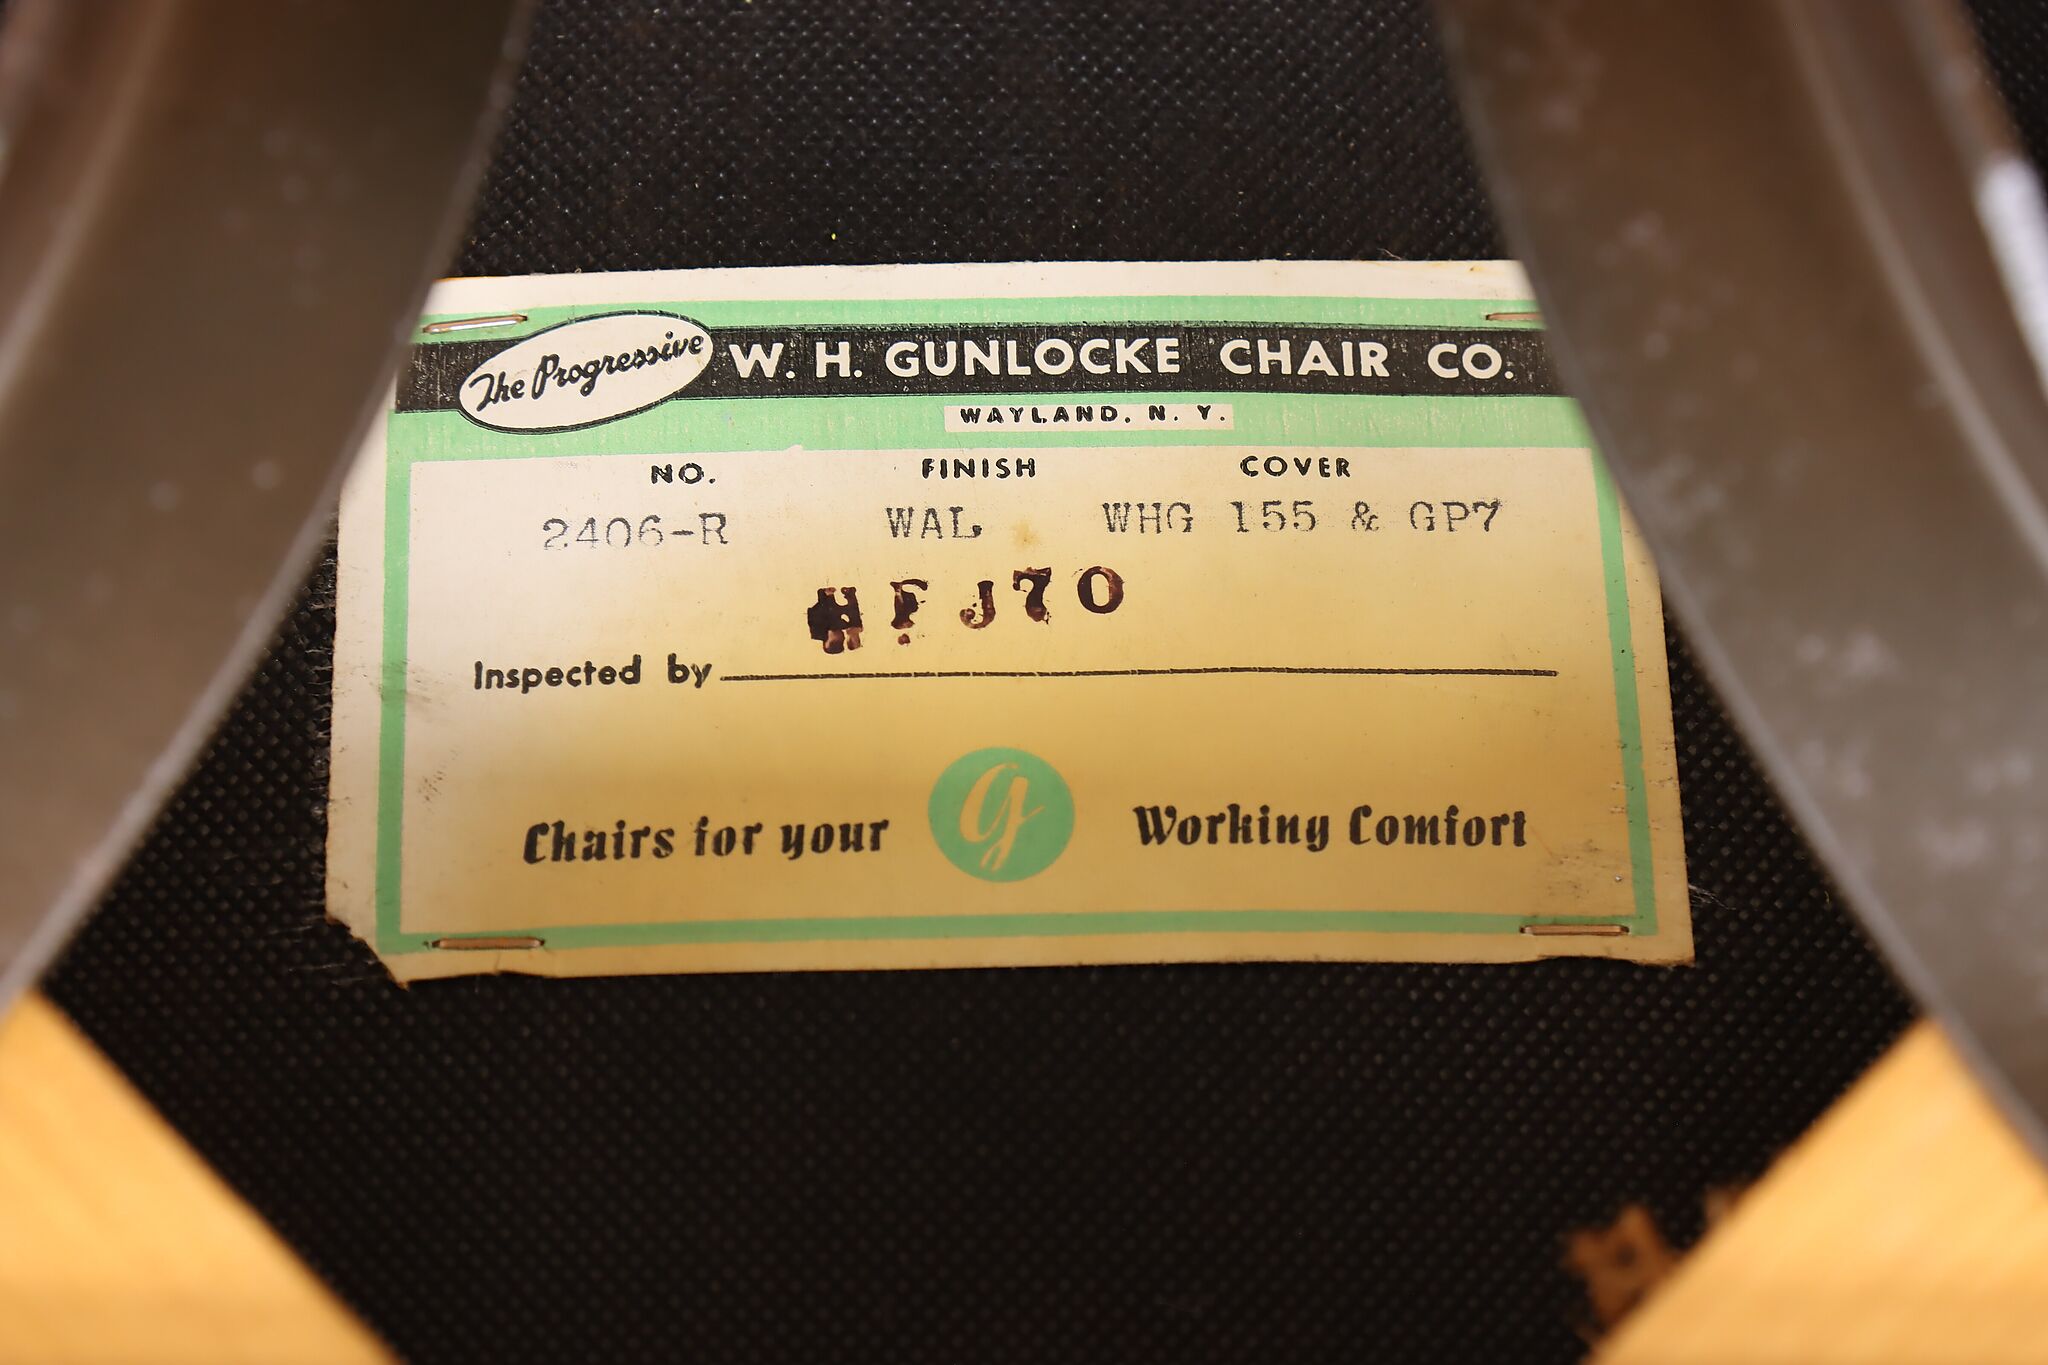 The Progressive W. H. GUNLOCKE CHAIR CO.
WAYLAND, N. Y.
NO. FINISH COVER
2406-R WAL WHG 155 & GP7
HFJ70
Inspected by
Chairs for your g Working Comfort